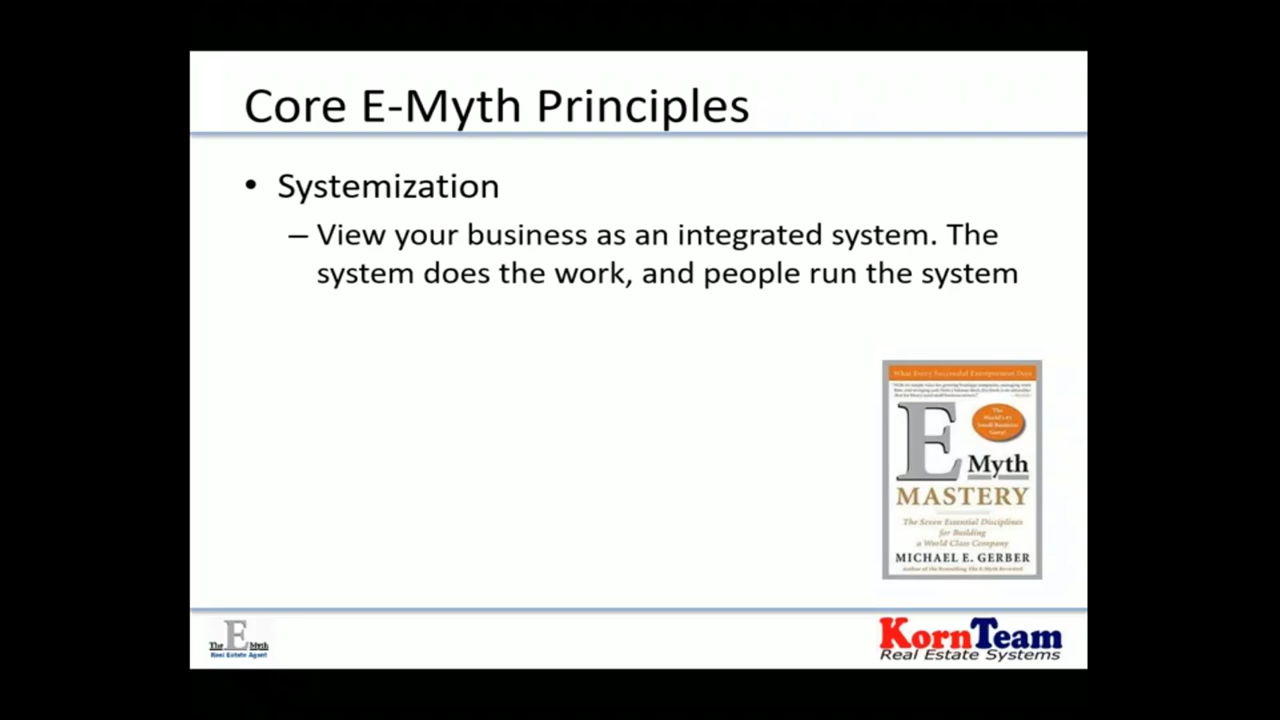 Core E-Myth Principles
• Systemization
– View your business as an integrated system. The
system does the work, and people run the system
What Every Successful Entrepreneur Does
The
World's #1
Small Business
Guru!
E
Myth
MASTERY
The Seven Essential Disciplines
for Building
a World Class Company
MICHAEL E. GERBER
Author of the Bestselling The E-Myth Revisited
The E Myth
Real Estate Agent
KornTeam
Real Estate Systems